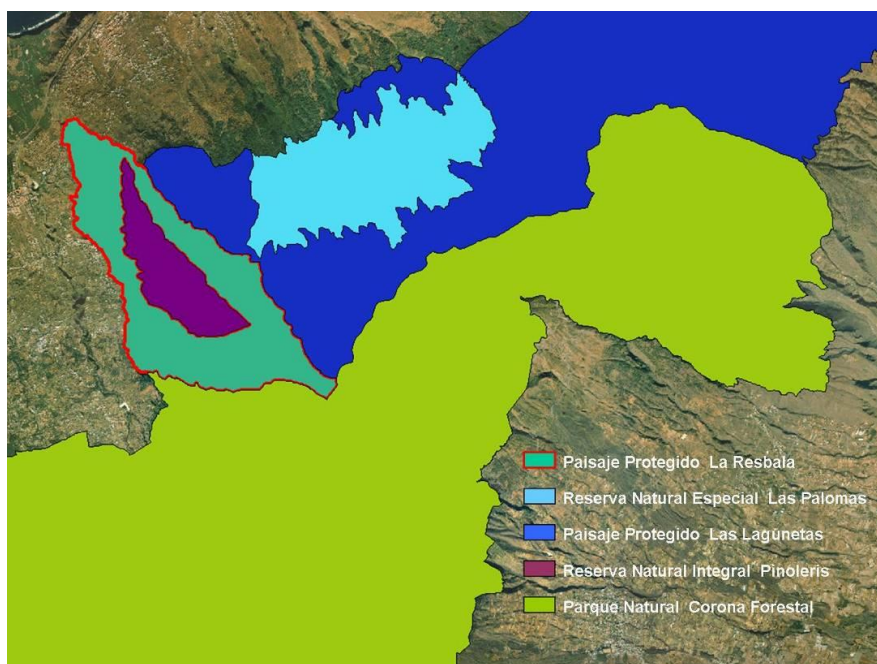 Paisaje Protegido La Resbala
Reserva Natural Especial Las Palomas
Paisaje Protegido Las Lagunetas
Reserva Natural Integral Pinoleris
Parque Natural Corona Forestal